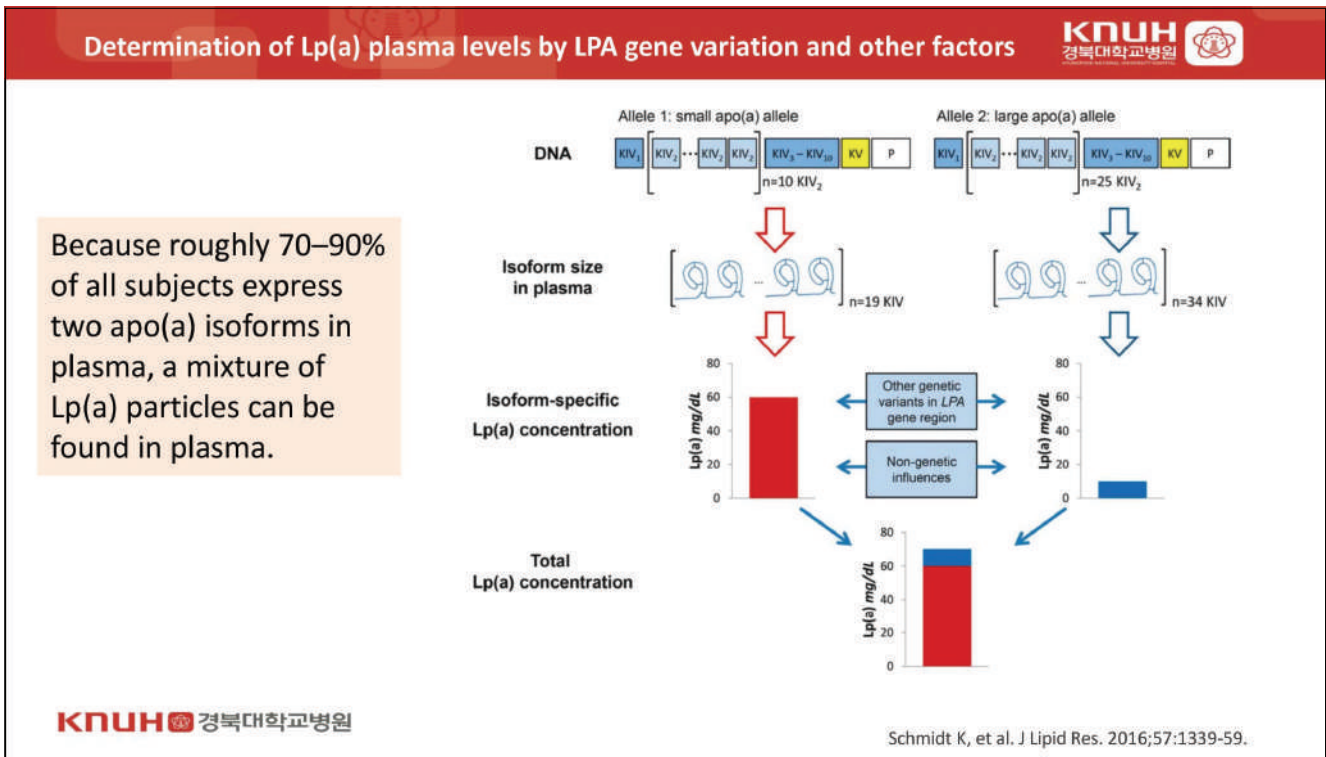 Determination of Lp(a) plasma levels by LPA gene variation and other factors
KNUH
경북대학교병원
KYUNGPOOK NATIONAL UNIVERSITY HOSPITAL
Because roughly 70–90%
of all subjects express
two apo(a) isoforms in
plasma, a mixture of
Lp(a) particles can be
found in plasma.
Allele 1: small apo(a) allele
Allele 2: large apo(a) allele
DNA
KIV₁ KIV₂ ... KIV₂ KIV₂ KIV₃ – KIV₁₀ KV P
n=10 KIV₂
KIV₁ KIV₂ ... KIV₂ KIV₂ KIV₃ – KIV₁₀ KV P
n=25 KIV₂
Isoform size
in plasma
...
n=19 KIV
...
n=34 KIV
Isoform-specific
Lp(a) concentration
Lp(a) mg/dL
80
60
40
20
0
Other genetic
variants in LPA
gene region
Non-genetic
influences
Lp(a) mg/dL
80
60
40
20
0
Total
Lp(a) concentration
Lp(a) mg/dL
80
60
40
20
0
KNUH 경북대학교병원
Schmidt K, et al. J Lipid Res. 2016;57:1339-59.